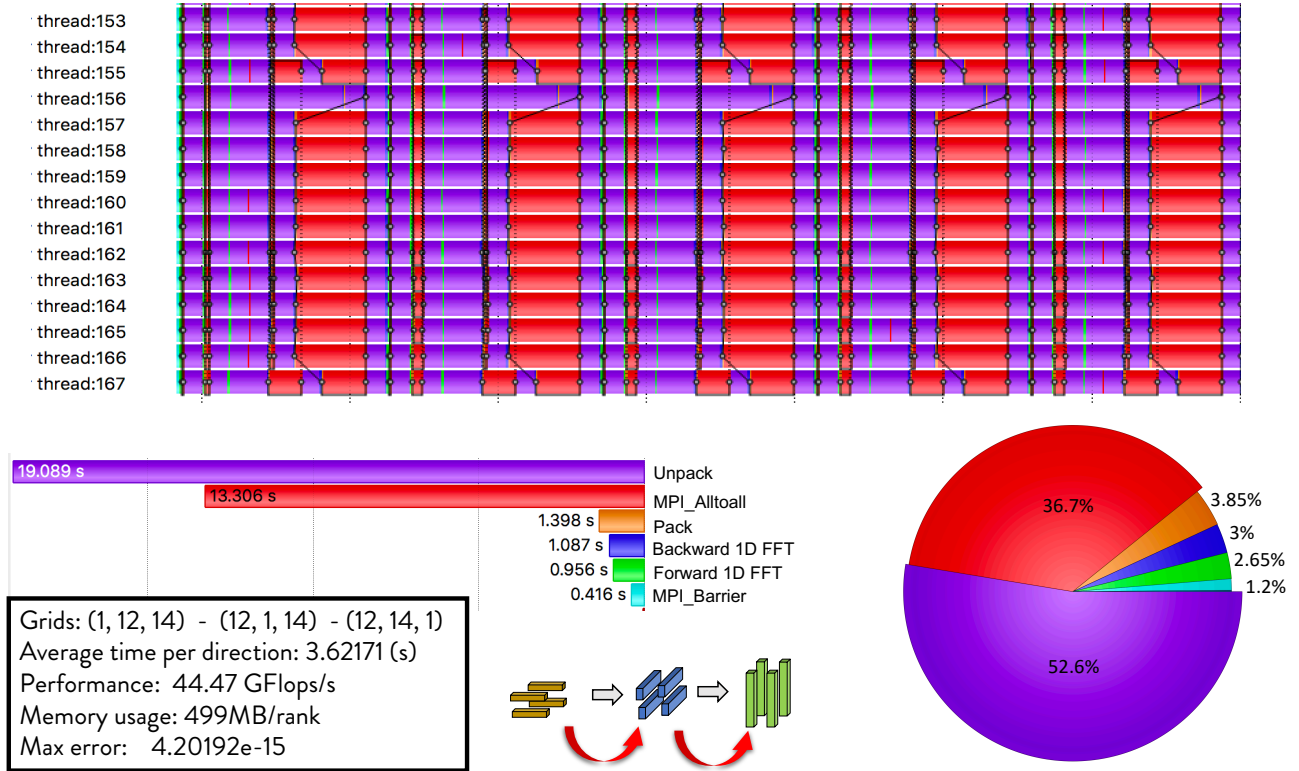 thread:153
thread:154
thread:155
thread:156
thread:157
thread:158
thread:159
thread:160
thread:161
thread:162
thread:163
thread:164
thread:165
thread:166
thread:167
19.089 s Unpack
13.306 s MPI_Alltoall
1.398 s Pack
1.087 s Backward 1D FFT
0.956 s Forward 1D FFT
0.416 s MPI_Barrier
36.7%
3.85%
3%
2.65%
1.2%
52.6%
Grids: (1, 12, 14) - (12, 1, 14) - (12, 14, 1)
Average time per direction: 3.62171 (s)
Performance: 44.47 GFlops/s
Memory usage: 499MB/rank
Max error: 4.20192e-15